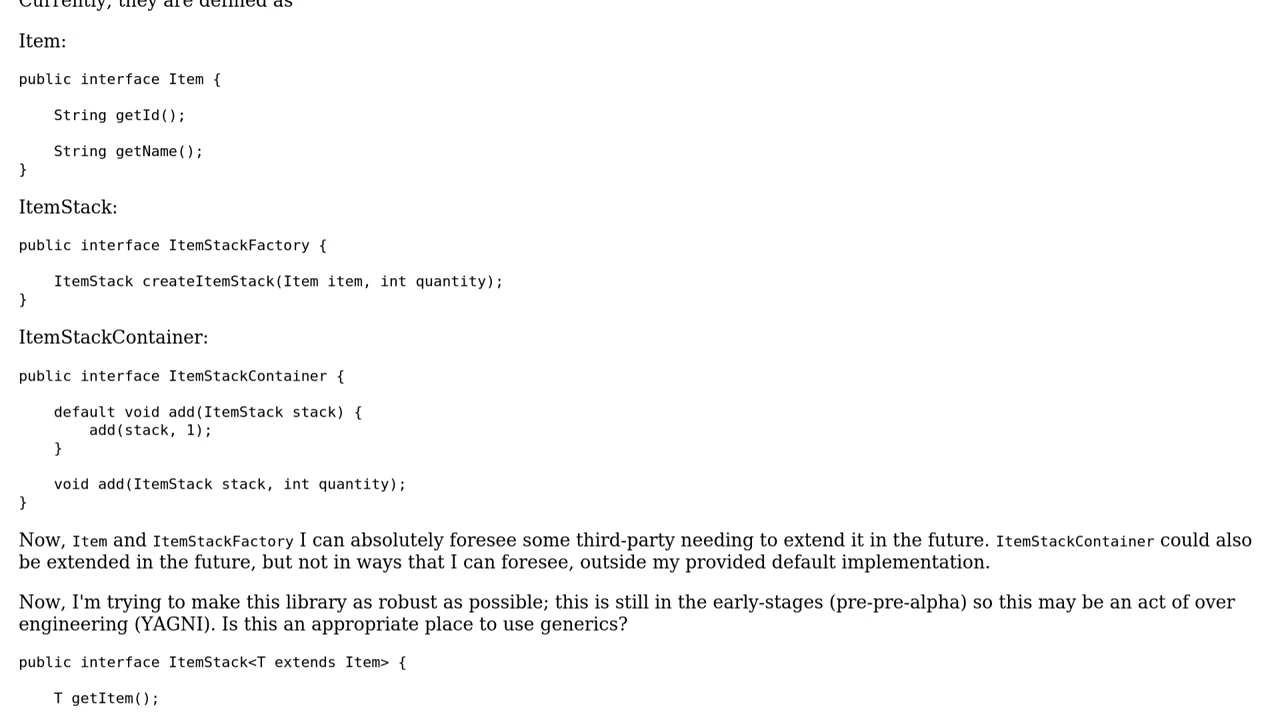 Currently, they are defined as
Item:
public interface Item {
    String getId();
    String getName();
}
ItemStack:
public interface ItemStackFactory {
    ItemStack createItemStack(Item item, int quantity);
}
ItemStackContainer:
public interface ItemStackContainer {
    default void add(ItemStack stack) {
        add(stack, 1);
    }
    void add(ItemStack stack, int quantity);
}
Now, Item and ItemStackFactory I can absolutely foresee some third-party needing to extend it in the future. ItemStackContainer could also
be extended in the future, but not in ways that I can foresee, outside my provided default implementation.
Now, I'm trying to make this library as robust as possible; this is still in the early-stages (pre-pre-alpha) so this may be an act of over
engineering (YAGNI). Is this an appropriate place to use generics?
public interface ItemStack<T extends Item> {
    T getItem();